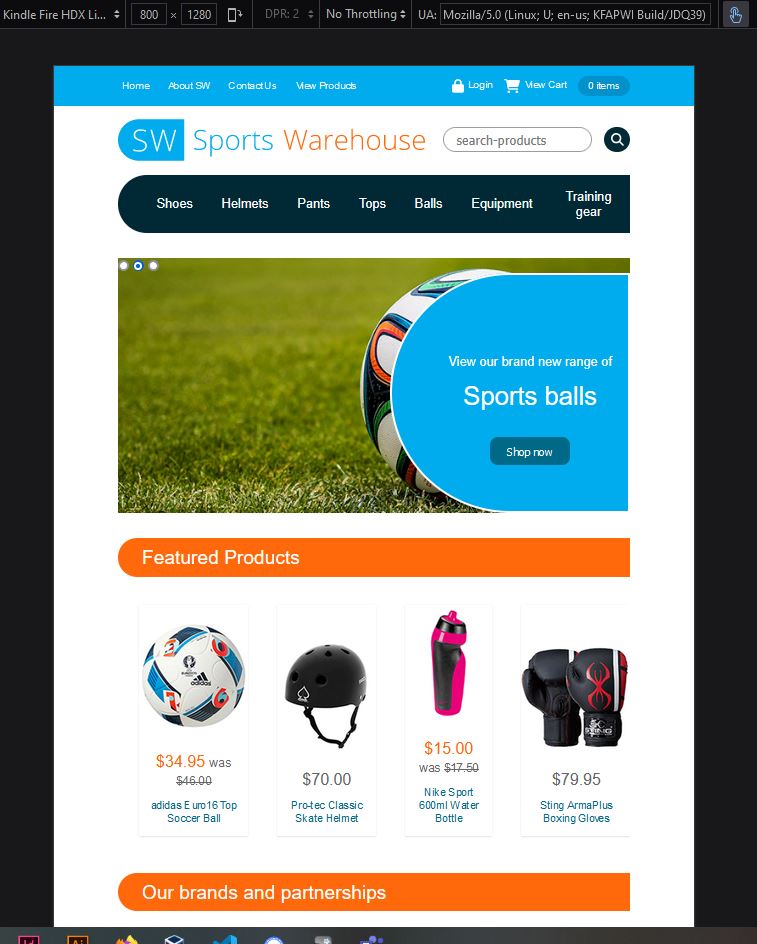 Kindle Fire HDX Li... 800 × 1280 DPR: 2 No Throttling UA: Mozilla/5.0 (Linux; U; en-us; KFAPWI Build/JDQ39)
Home About SW Contact Us View Products Login View Cart 0 items
SW Sports Warehouse search-products
Shoes Helmets Pants Tops Balls Equipment Training gear
View our brand new range of
Sports balls
Shop now
Featured Products
adidas
$34.95 was
$46.00
adidas Euro16 Top
Soccer Ball
$70.00
Pro-tec Classic
Skate Helmet
$15.00
was $17.50
Nike Sport
600ml Water
Bottle
STING
$79.95
Sting ArmaPlus
Boxing Gloves
Our brands and partnerships